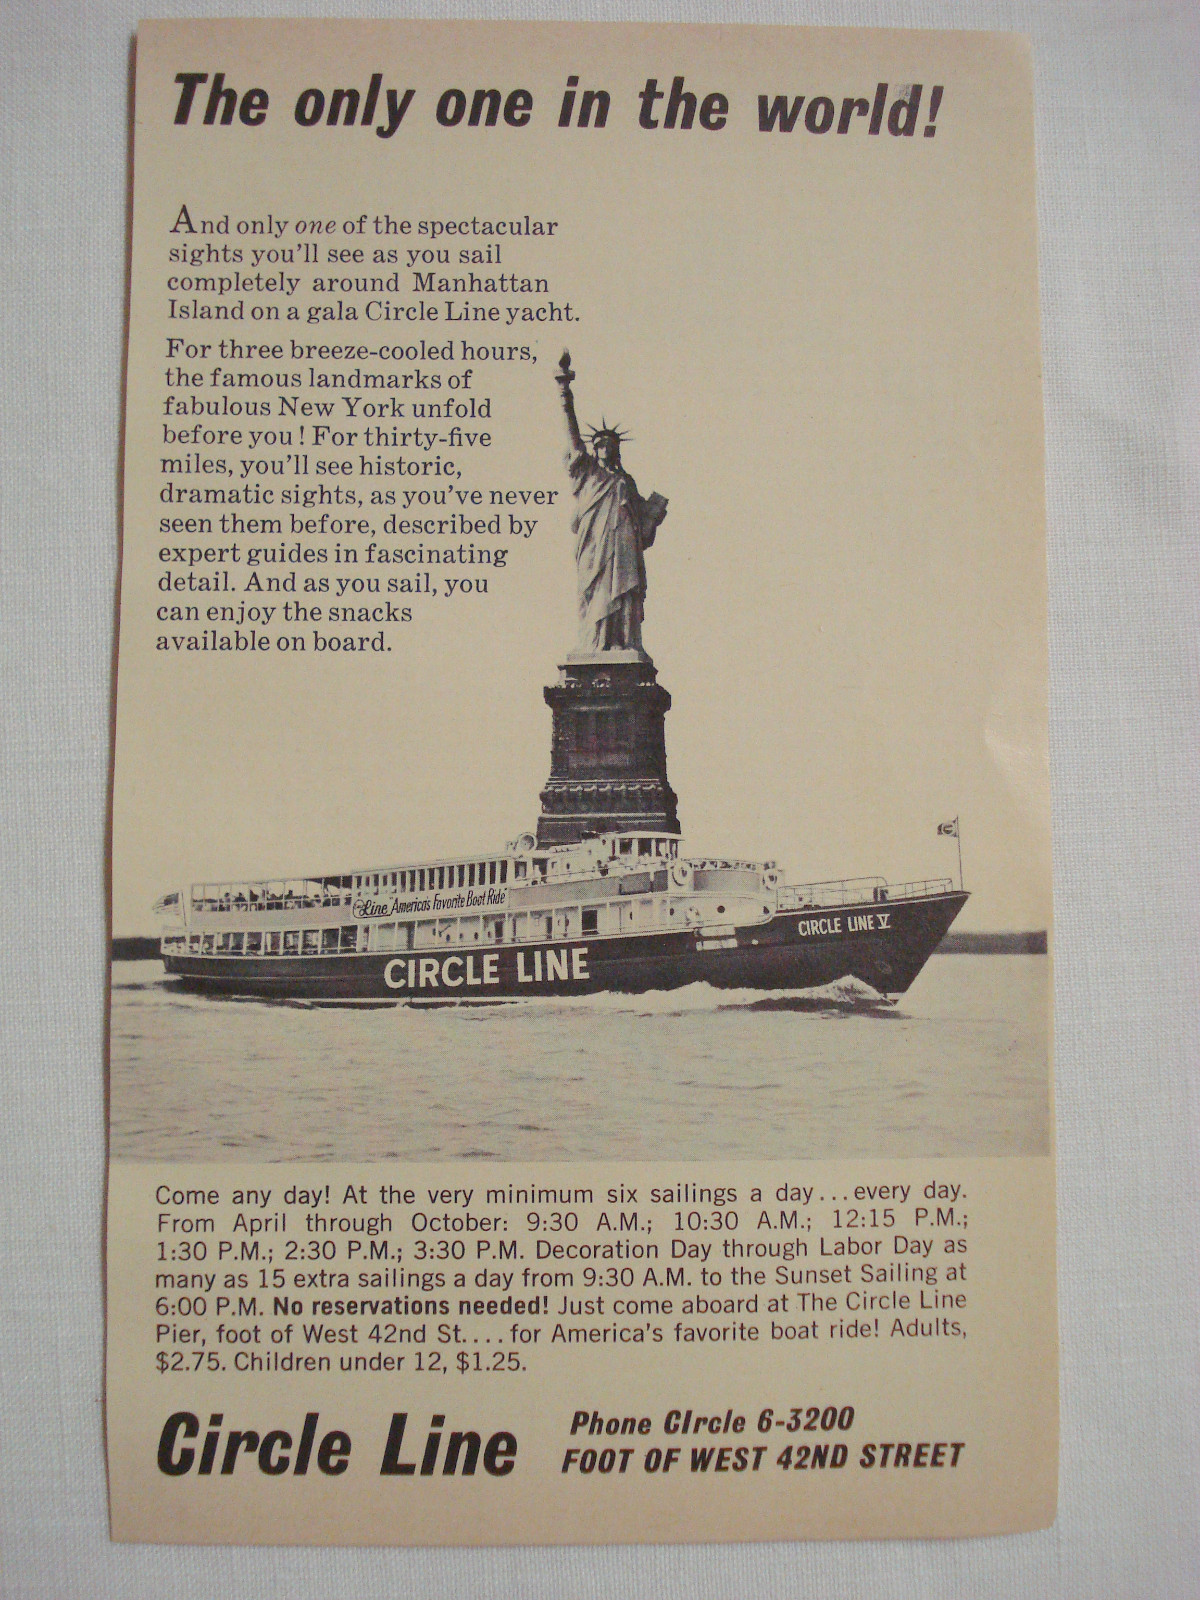 The only one in the world!
And only one of the spectacular
sights you'll see as you sail
completely around Manhattan
Island on a gala Circle Line yacht.
For three breeze-cooled hours,
the famous landmarks of
fabulous New York unfold
before you! For thirty-five
miles, you'll see historic,
dramatic sights, as you've never
seen them before, described by
expert guides in fascinating
detail. And as you sail, you
can enjoy the snacks
available on board.
Line "America's Favorite Boat Ride"
CIRCLE LINE V
CIRCLE LINE
Come any day! At the very minimum six sailings a day...every day.
From April through October: 9:30 A.M.; 10:30 A.M.; 12:15 P.M.;
1:30 P.M.; 2:30 P.M.; 3:30 P.M. Decoration Day through Labor Day as
many as 15 extra sailings a day from 9:30 A.M. to the Sunset Sailing at
6:00 P.M. No reservations needed! Just come aboard at The Circle Line
Pier, foot of West 42nd St.... for America's favorite boat ride! Adults,
$2.75. Children under 12, $1.25.
Circle Line
Phone CIrcle 6-3200
FOOT OF WEST 42ND STREET